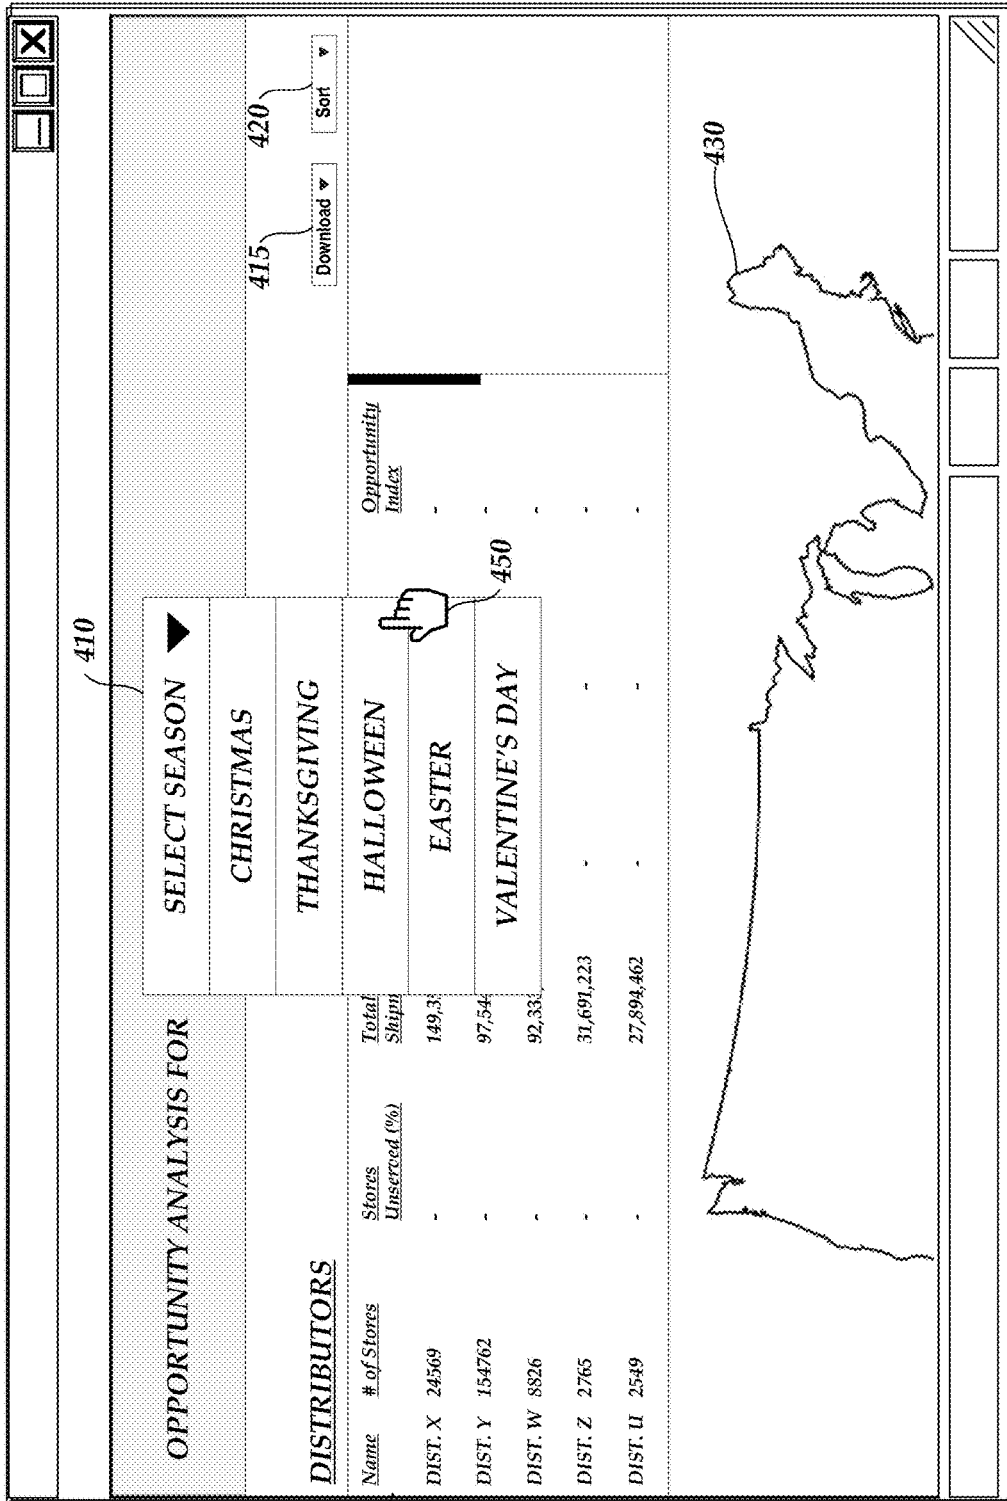 OPPORTUNITY ANALYSIS FOR
410
SELECT SEASON
CHRISTMAS
THANKSGIVING
HALLOWEEN
EASTER
VALENTINE'S DAY
450
415
420
Download
Sort
DISTRIBUTORS
Name # of Stores Stores Unserved (%) Total Opportunity Index
DIST. X 24569 - 149,3 -
DIST. Y 154762 - 97,54 -
DIST. W 8826 - 92,33 -
DIST. Z 2765 - 31,691,223 - - -
DIST. U 2549 - 27,894,462 - - -
430